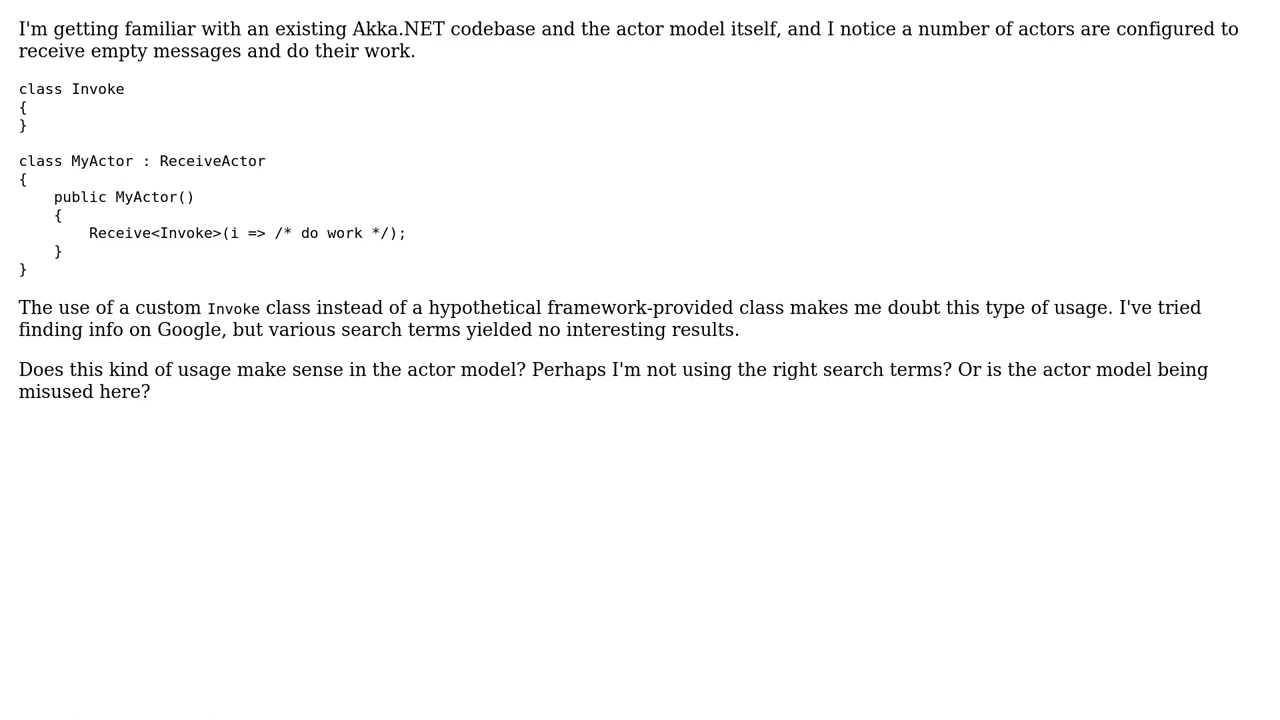 I'm getting familiar with an existing Akka.NET codebase and the actor model itself, and I notice a number of actors are configured to
receive empty messages and do their work.
class Invoke
{
}
class MyActor : ReceiveActor
{
    public MyActor()
    {
        Receive<Invoke>(i => /* do work */);
    }
}
The use of a custom Invoke class instead of a hypothetical framework-provided class makes me doubt this type of usage. I've tried
finding info on Google, but various search terms yielded no interesting results.
Does this kind of usage make sense in the actor model? Perhaps I'm not using the right search terms? Or is the actor model being
misused here?